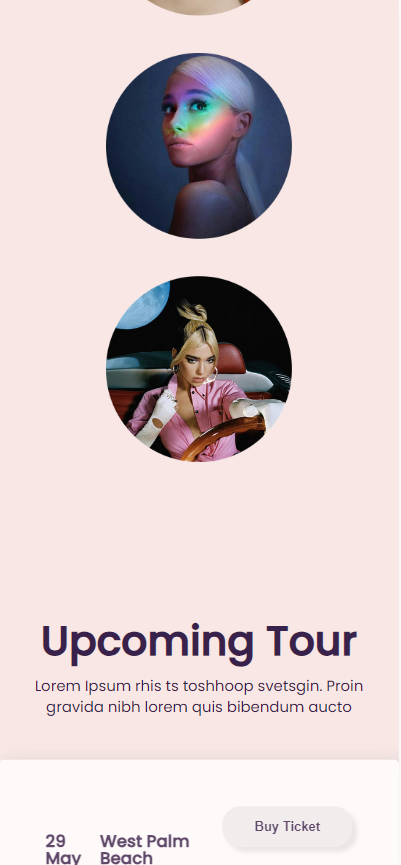 Upcoming Tour
Lorem Ipsum rhis ts toshhoop svetsgin. Proin
gravida nibh lorem quis bibendum aucto
Buy Ticket
29 West Palm
May Beach